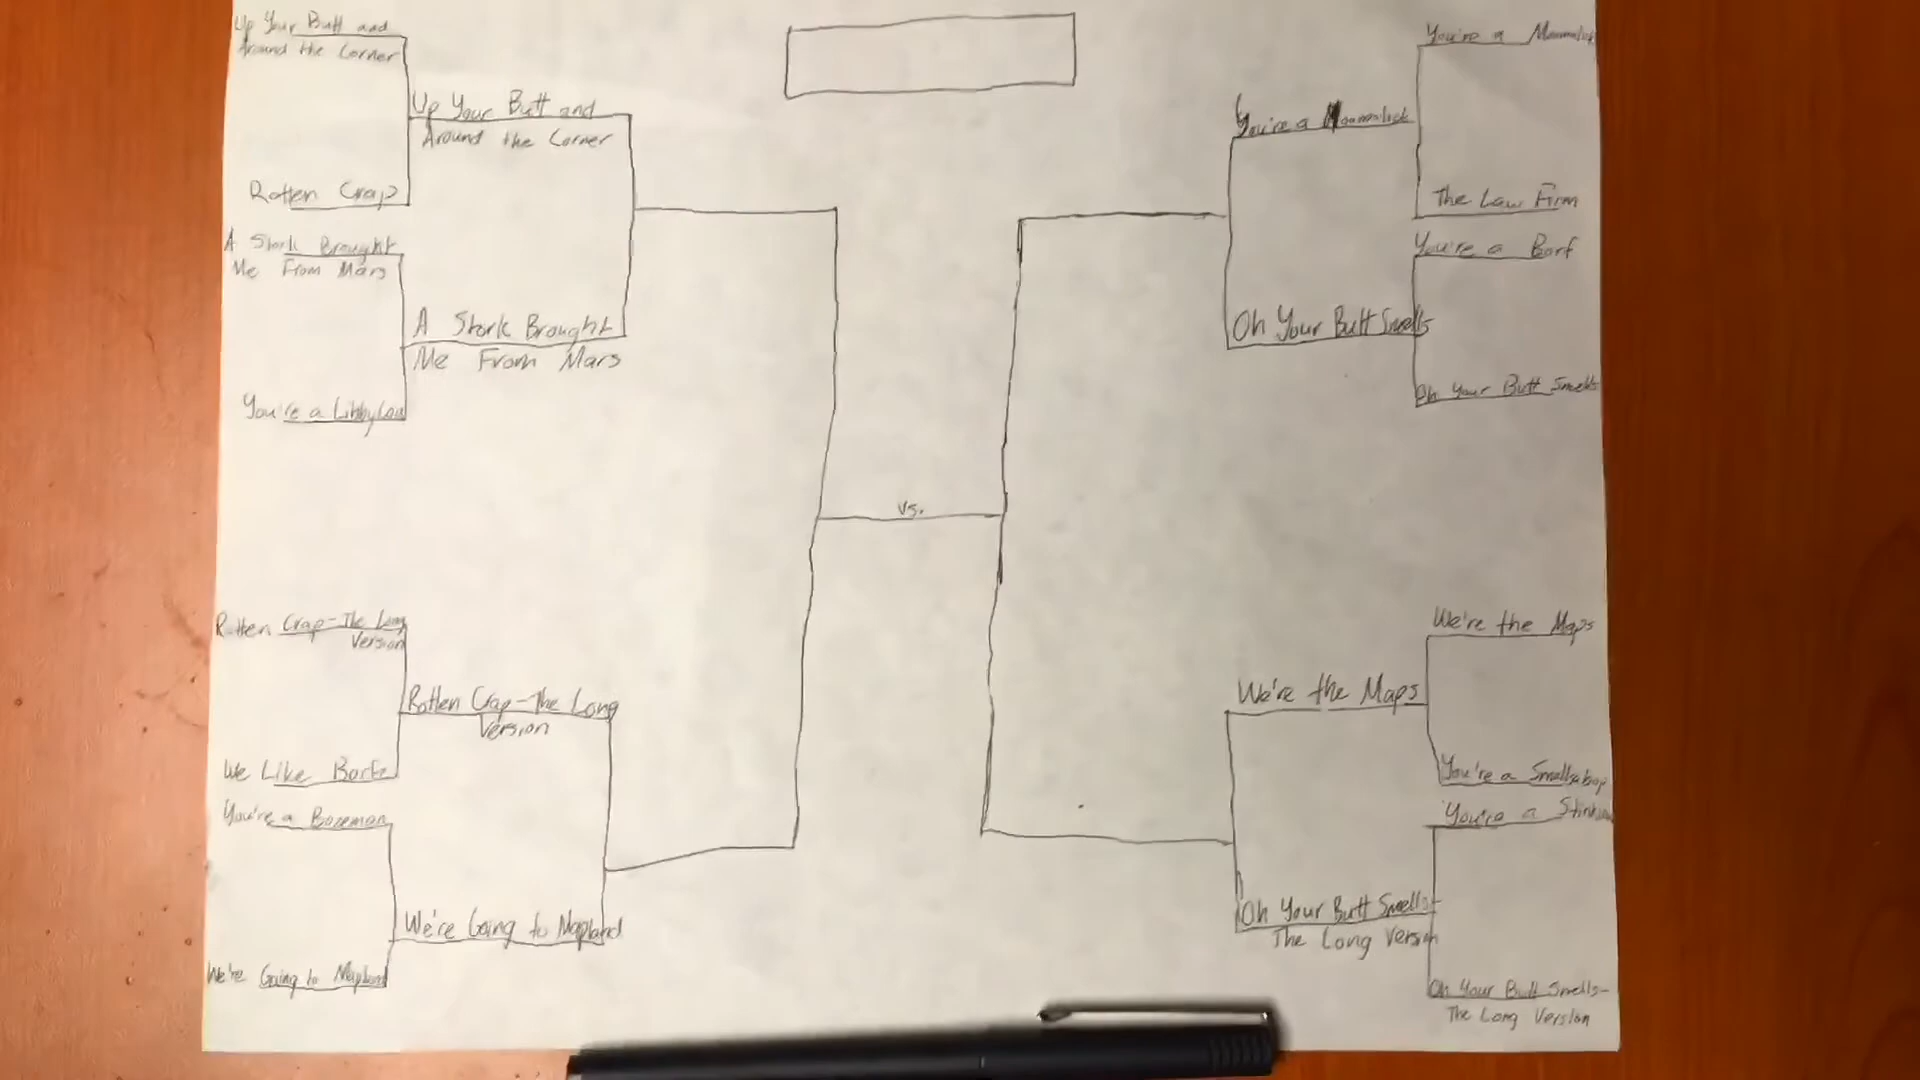 Up Your Butt and
Around the Corner
Rotten Crap
A Stork Brought
Me From Mars
You're a LibbyLou
Rotten Crap-The Long
Version
We Like Borfe
You're a Bozeman
We're Going to Mapland
Up Your Butt and
Around the Corner
A Stork Brought
Me From Mars
Rotten Crap-The Long
Version
We're Going to Mapland
vs.
You're a
Oh Your Butt Smells
We're the Maps
Oh Your Butt Smells-
The Long Version
You're a
The Law Firm
You're a Borf
Oh Your Butt Smells
We're the Maps
You're a
You're a
Oh Your Butt Smells-
The Long Version